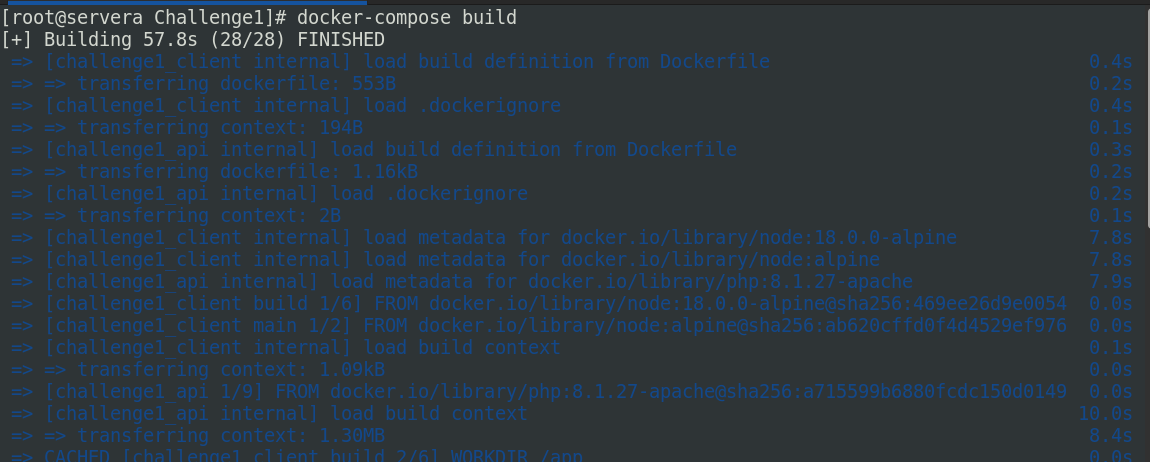 [root@servera Challenge1]# docker-compose build
[+] Building 57.8s (28/28) FINISHED
=> [challenge1_client internal] load build definition from Dockerfile 0.4s
=> => transferring dockerfile: 553B 0.2s
=> [challenge1_client internal] load .dockerignore 0.4s
=> => transferring context: 194B 0.1s
=> [challenge1_api internal] load build definition from Dockerfile 0.3s
=> => transferring dockerfile: 1.16kB 0.2s
=> [challenge1_api internal] load .dockerignore 0.2s
=> => transferring context: 2B 0.1s
=> [challenge1_client internal] load metadata for docker.io/library/node:18.0.0-alpine 7.8s
=> [challenge1_client internal] load metadata for docker.io/library/node:alpine 7.8s
=> [challenge1_api internal] load metadata for docker.io/library/php:8.1.27-apache 7.9s
=> [challenge1_client build 1/6] FROM docker.io/library/node:18.0.0-alpine@sha256:469ee26d9e0054 0.0s
=> [challenge1_client main 1/2] FROM docker.io/library/node:alpine@sha256:ab620cffd0f4d4529ef976 0.0s
=> [challenge1_client internal] load build context 0.1s
=> => transferring context: 1.09kB 0.0s
=> [challenge1_api 1/9] FROM docker.io/library/php:8.1.27-apache@sha256:a715599b6880fcdc150d0149 0.0s
=> [challenge1_api internal] load build context 10.0s
=> => transferring context: 1.30MB 8.4s
=> CACHED [challenge1_client build 2/6] WORKDIR /app 0.0s